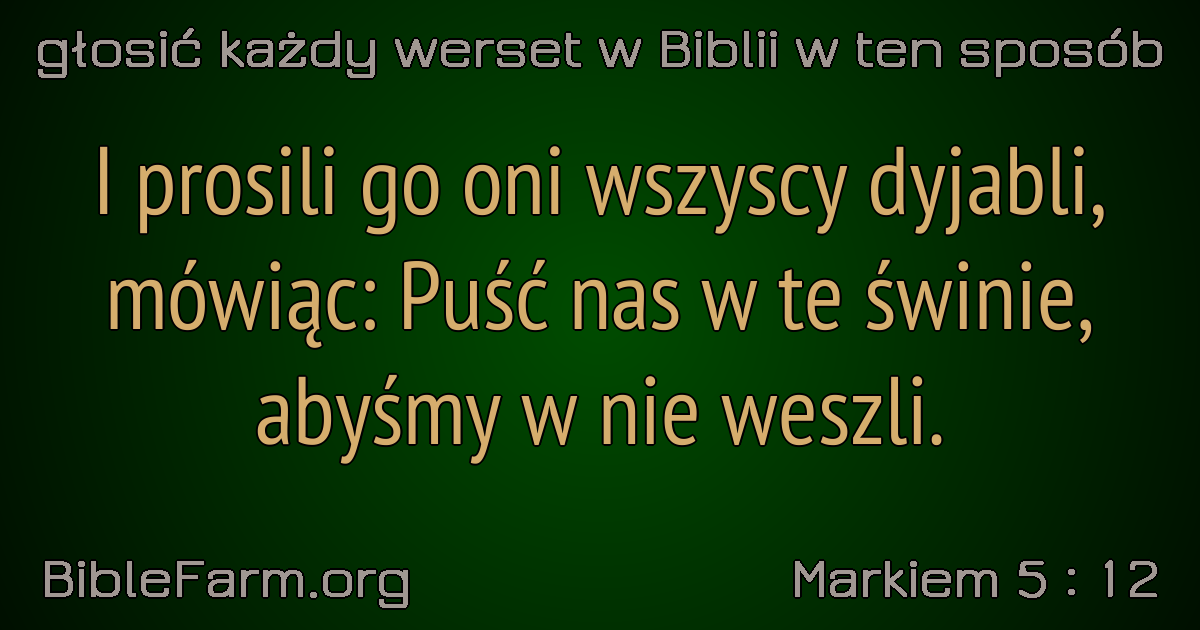 głosić każdy werset w Biblii w ten sposób
I prosili go oni wszyscy dyjabli,
mówiąc: Puść nas w te świnie,
abyśmy w nie weszli.
BibleFarm.org
Markiem 5 : 12